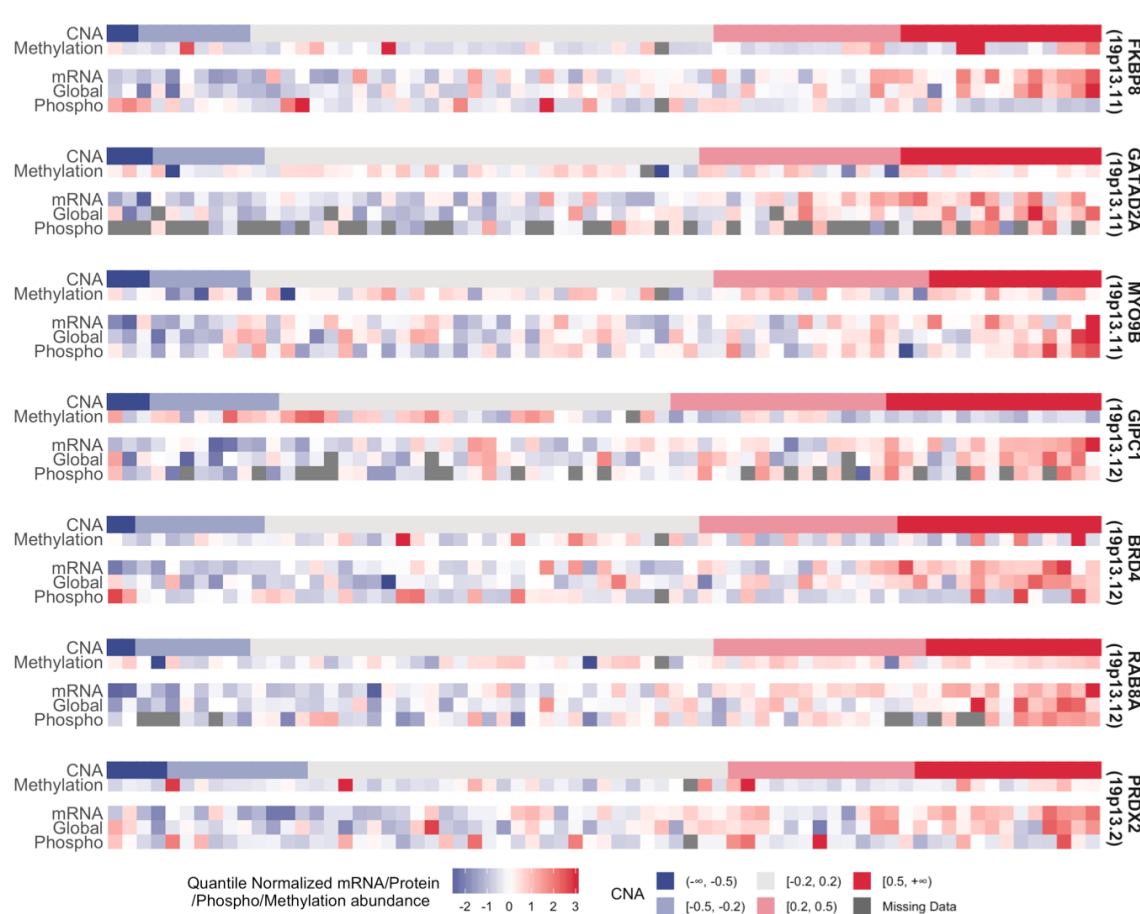 CNA
Methylation
mRNA
Global
Phospho
FKBP8
(19p13.11)
CNA
Methylation
mRNA
Global
Phospho
GATAD2A
(19p13.11)
CNA
Methylation
mRNA
Global
Phospho
MYO9B
(19p13.11)
CNA
Methylation
mRNA
Global
Phospho
GIPC1
(19p13.12)
CNA
Methylation
mRNA
Global
Phospho
BRD4
(19p13.12)
CNA
Methylation
mRNA
Global
Phospho
RAB8A
(19p13.12)
CNA
Methylation
mRNA
Global
Phospho
PRDX2
(19p13.2)
Quantile Normalized mRNA/Protein
/Phospho/Methylation abundance
-2 -1 0 1 2 3
CNA
(-∞, -0.5) [-0.2, 0.2) [0.5, +∞)
[-0.5, -0.2) [0.2, 0.5) Missing Data